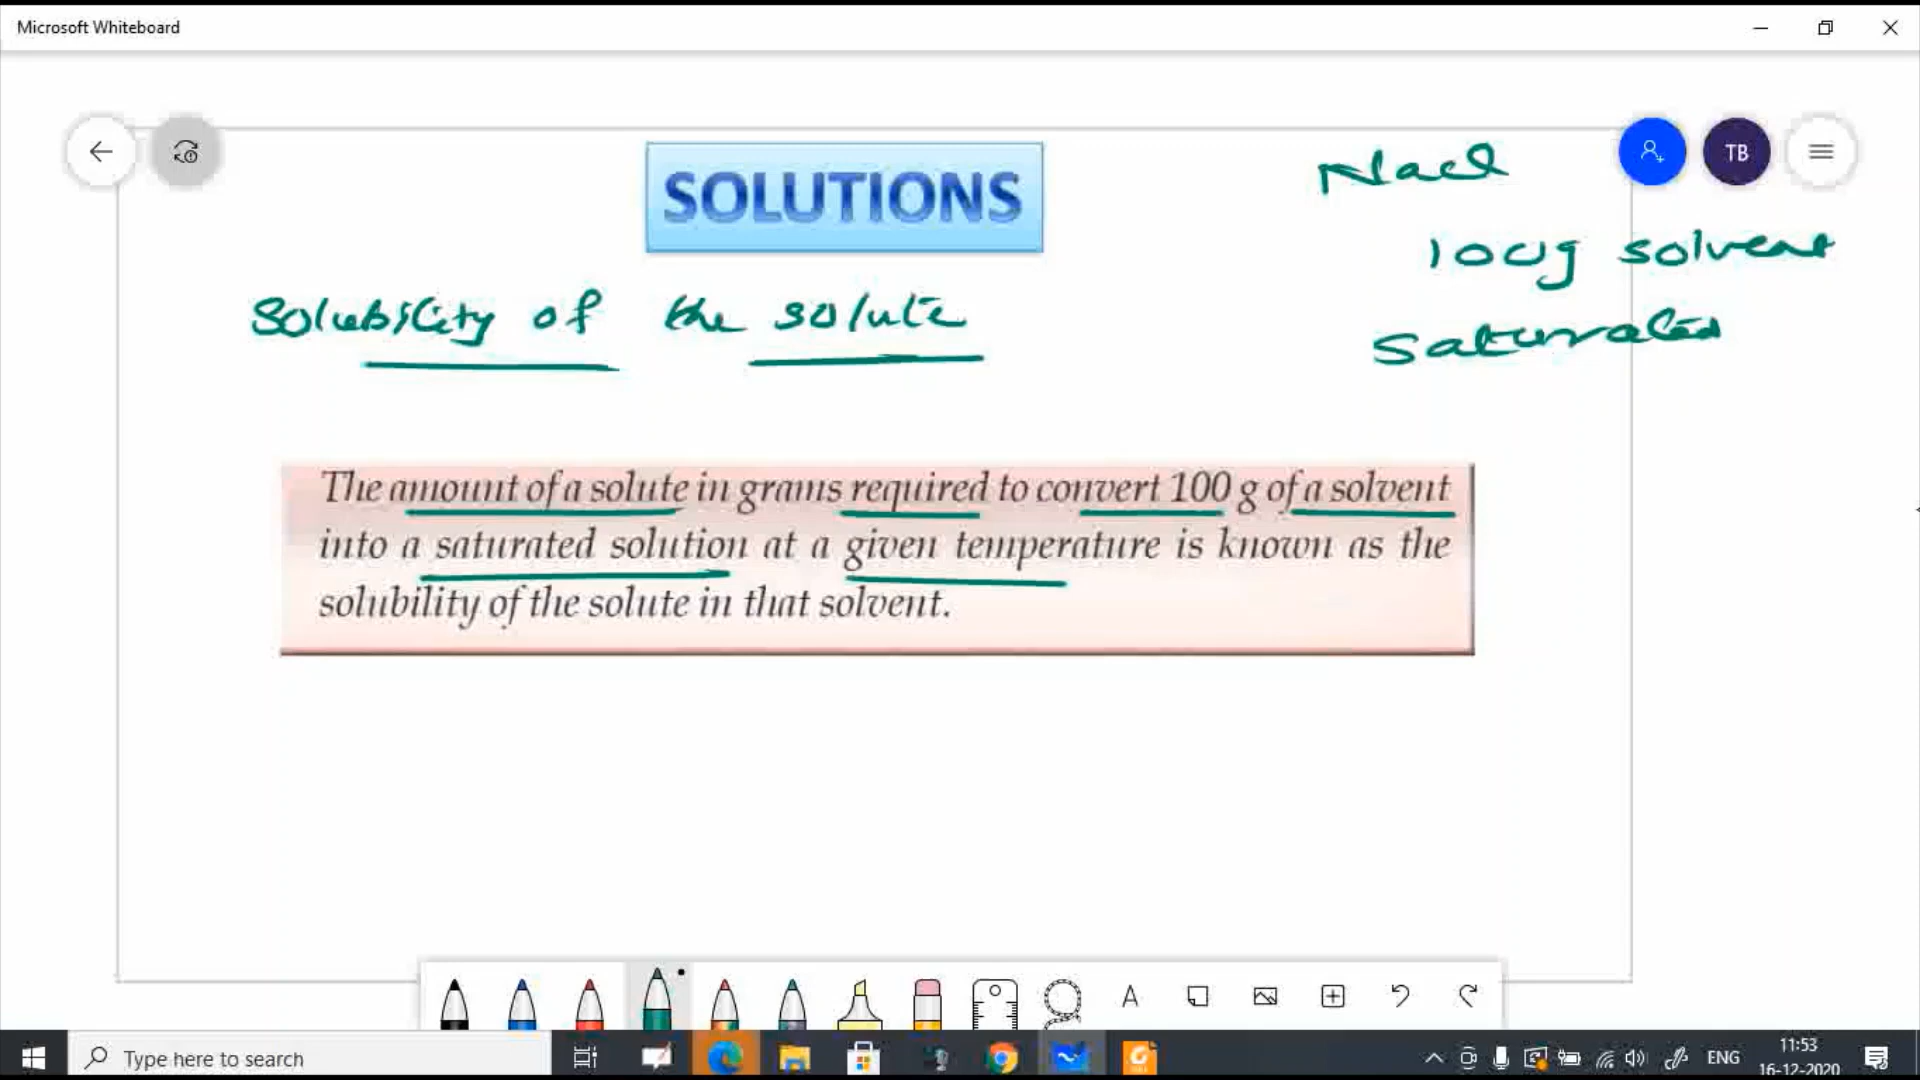 Microsoft Whiteboard
TB
SOLUTIONS
Nacl
100g solvent
Saturated
Solubility of the solute
The amount of a solute in grams required to convert 100 g of a solvent
into a saturated solution at a given temperature is known as the
solubility of the solute in that solvent.
A
Type here to search
ENG
11:53
16-12-2020